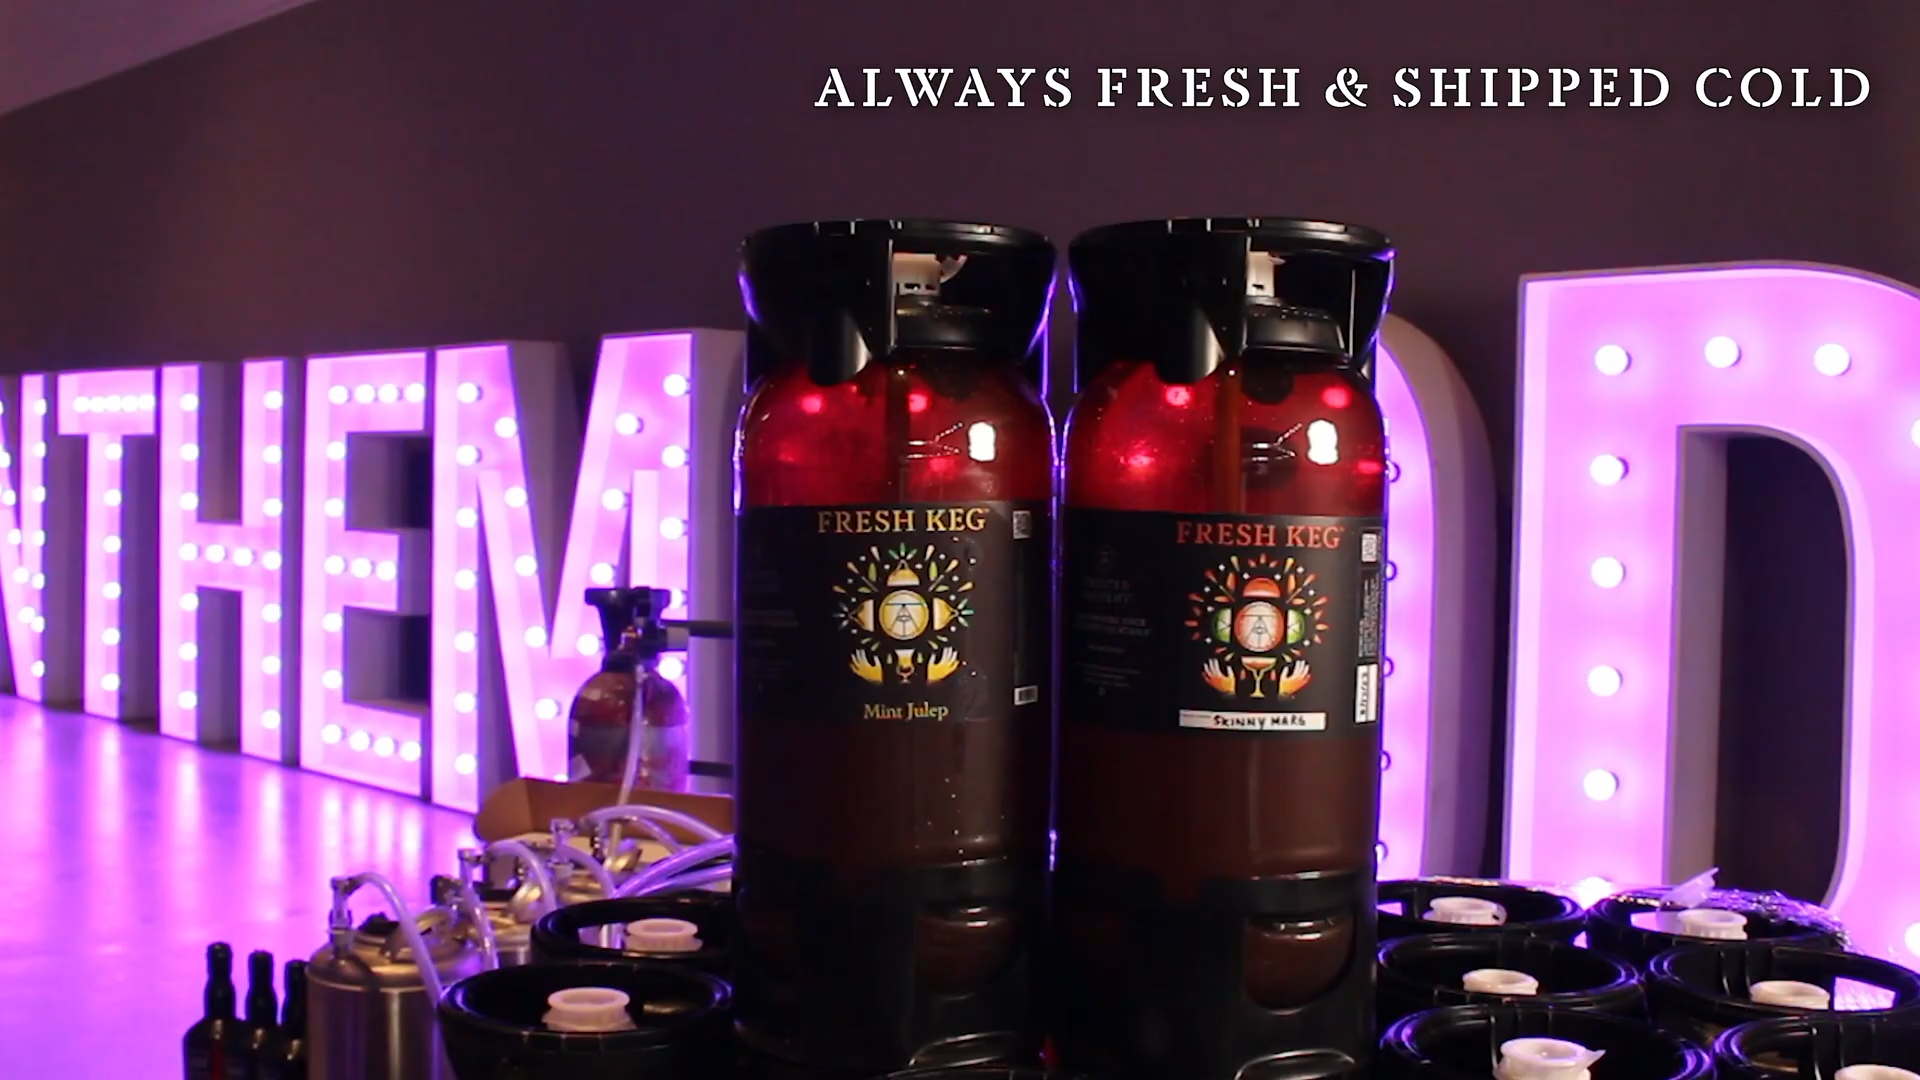 ALWAYS FRESH & SHIPPED COLD
NTHEM
D
FRESH KEG
Mint Julep
FRESH KEG
SKINNY MARG